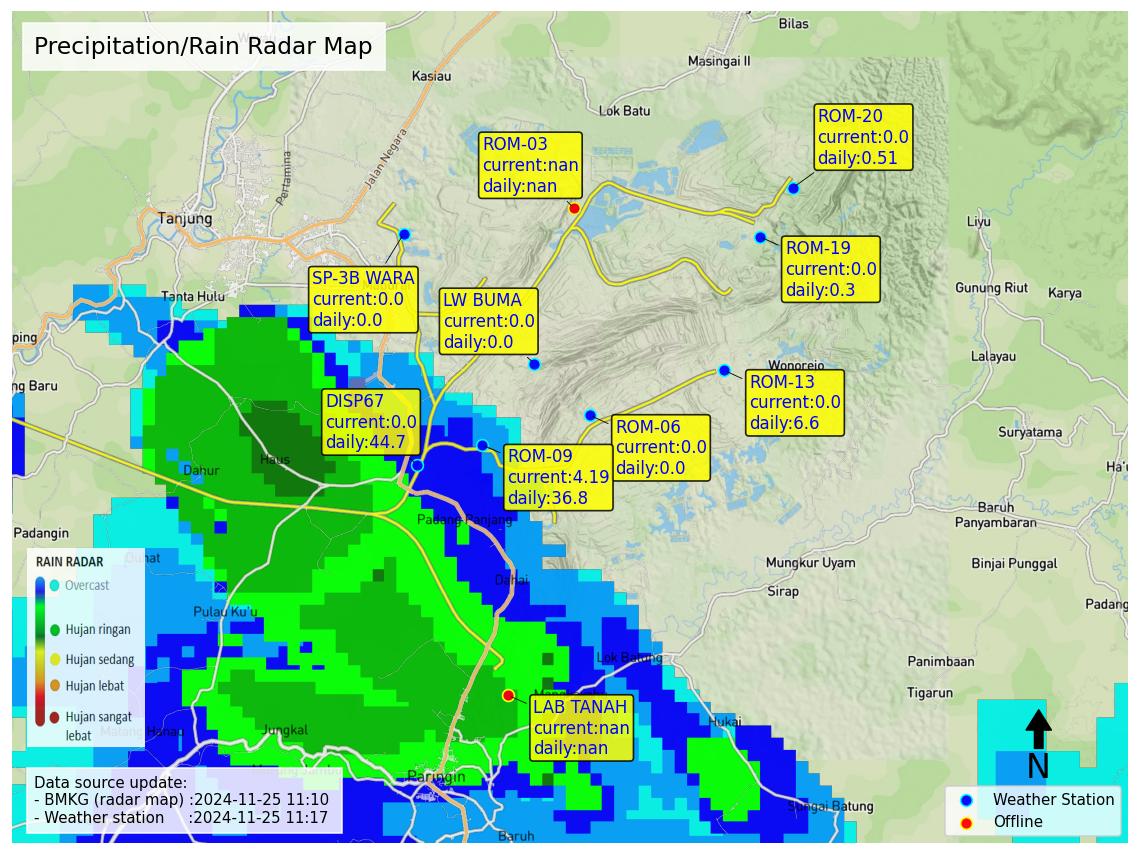 Precipitation/Rain Radar Map
Bilas
Masingai II
Kasiau
Lok Batu
Jalan Negara
Pertamina
Tanjung
Tanta Hulu
ROM-20
current:0.0
daily:0.51
ROM-03
current:nan
daily:nan
ROM-19
current:0.0
daily:0.3
Liyu
SP-3B WARA
current:0.0
daily:0.0
LW BUMA
current:0.0
daily:0.0
Gunung Riut
Karya
ping
Lalayau
Wonorejo
ng Baru
ROM-13
current:0.0
daily:6.6
DISP67
current:0.0
daily:44.7
ROM-06
current:0.0
daily:0.0
ROM-09
current:4.19
daily:36.8
Suryatama
Haus
Dahur
Ha'u
Baruh
Panyambaran
Padang Panjang
Padangin
Mungkur Uyam
Binjai Punggal
Dahai
Sirap
Padang
Pulau Ku'u
Lok Batung
Panimbaan
Tigarun
RAIN RADAR
Overcast
Hujan ringan
Hujan sedang
Hujan lebat
Hujan sangat
lebat
LAB TANAH
current:nan
daily:nan
Hukai
Jungkal
Matang Hanau
Paringin
Sungai Batung
Baruh
Data source update:
- BMKG (radar map) :2024-11-25 11:10
- Weather station :2024-11-25 11:17
N
Weather Station
Offline